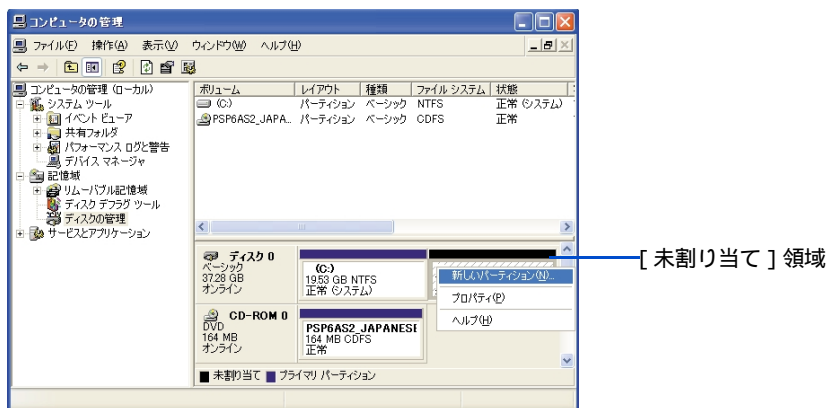 コンピュータの管理
ファイル(F) 操作(A) 表示(V) ウィンドウ(W) ヘルプ(H)
コンピュータの管理 (ローカル)
システム ツール
イベント ビューア
共有フォルダ
パフォーマンス ログと警告
デバイス マネージャ
記憶域
リムーバブル記憶域
ディスク デフラグ ツール
ディスクの管理
サービスとアプリケーション
ボリューム レイアウト 種類 ファイル システム 状態
(C:) パーティション ベーシック NTFS 正常 (システム)
PSP6AS2_JAPA... パーティション ベーシック CDFS 正常
ディスク 0
ベーシック
37.28 GB
オンライン
(C:)
19.53 GB NTFS
正常 (システム)
新しいパーティション(N)...
プロパティ(P)
ヘルプ(H)
[ 未割り当て ] 領域
CD-ROM 0
DVD
164 MB
オンライン
PSP6AS2_JAPANESE
164 MB CDFS
正常
未割り当て プライマリ パーティション